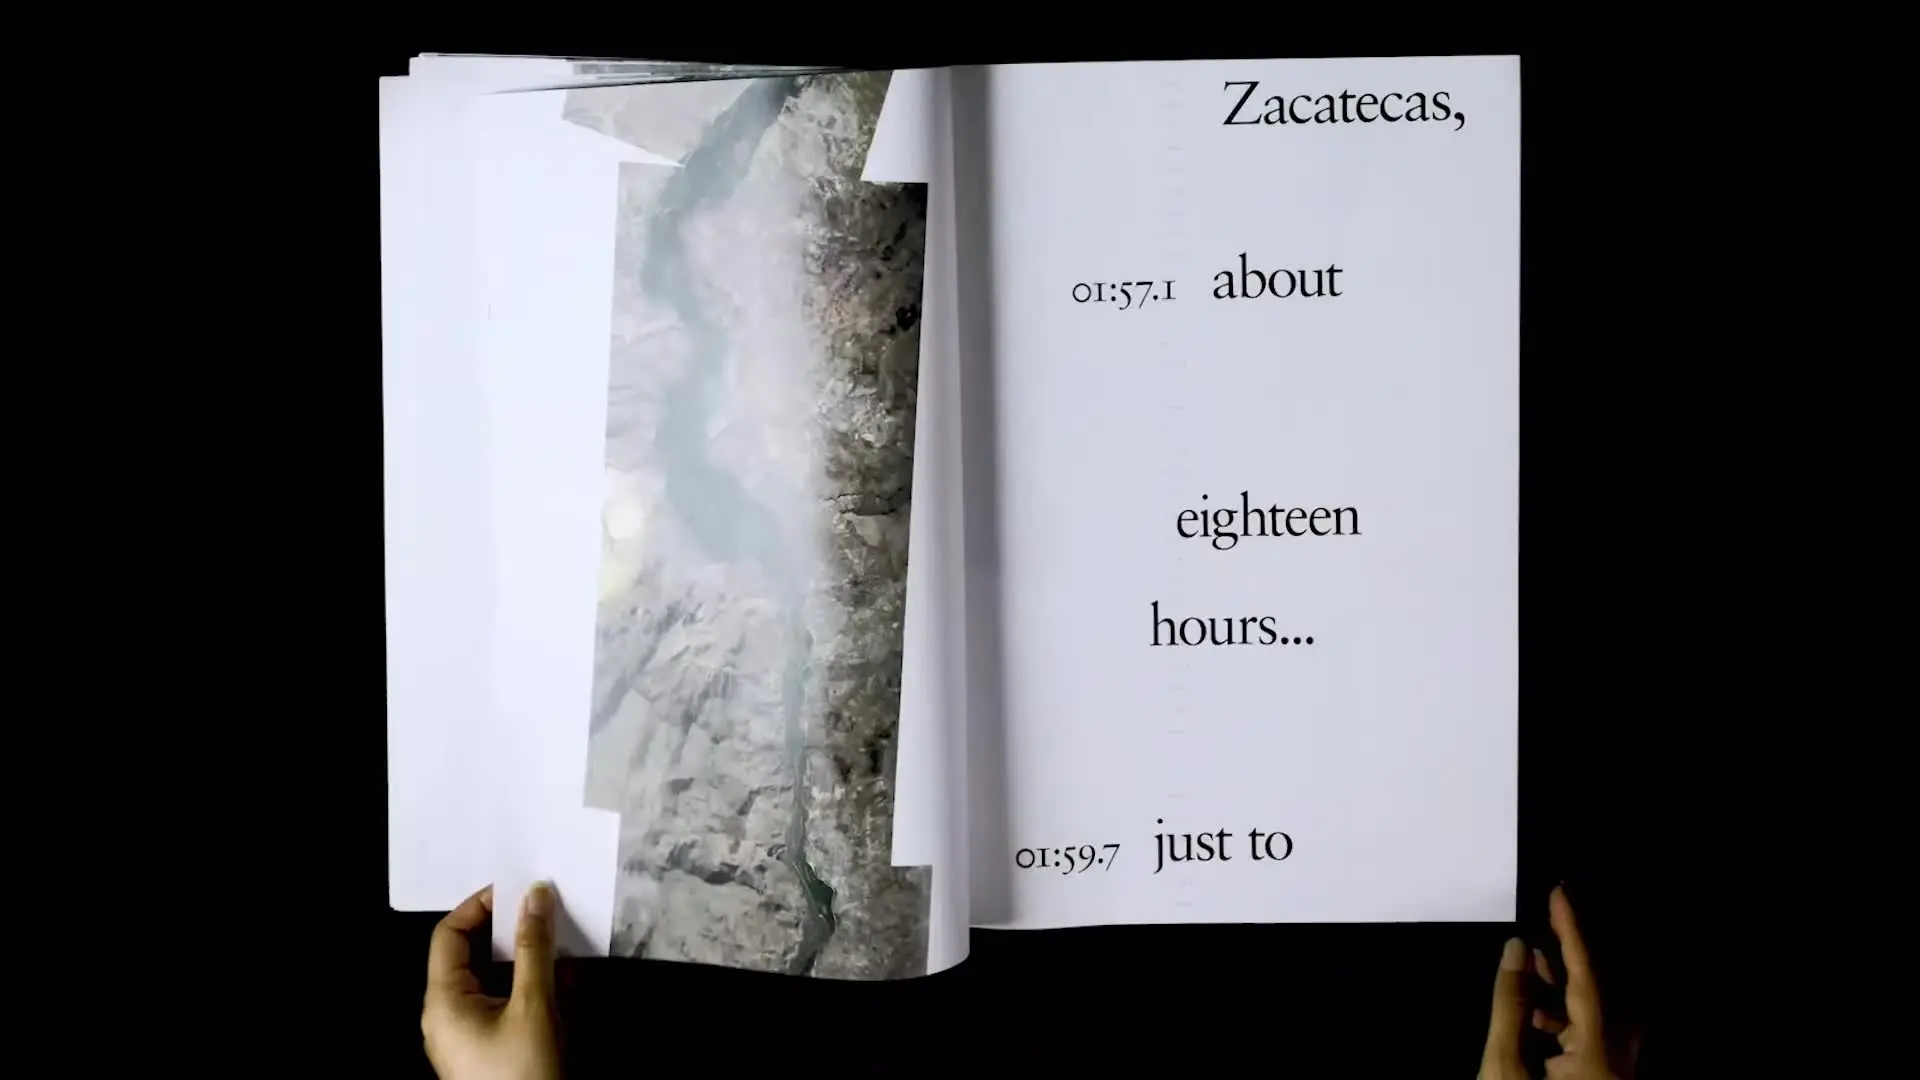 Zacatecas,
01:57.1 about
eighteen
hours...
01:59.7 just to